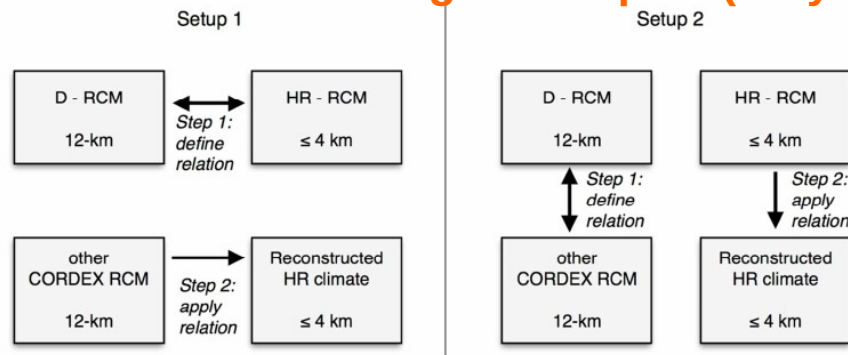 Setup 1
D - RCM
12-km
Step 1:
define
relation
HR - RCM
≤ 4 km
other
CORDEX RCM
12-km
Step 2:
apply
relation
Reconstructed
HR climate
≤ 4 km
Setup 2
D - RCM
12-km
HR - RCM
≤ 4 km
Step 1:
define
relation
Step 2:
apply
relation
other
CORDEX RCM
12-km
Reconstructed
HR climate
≤ 4 km